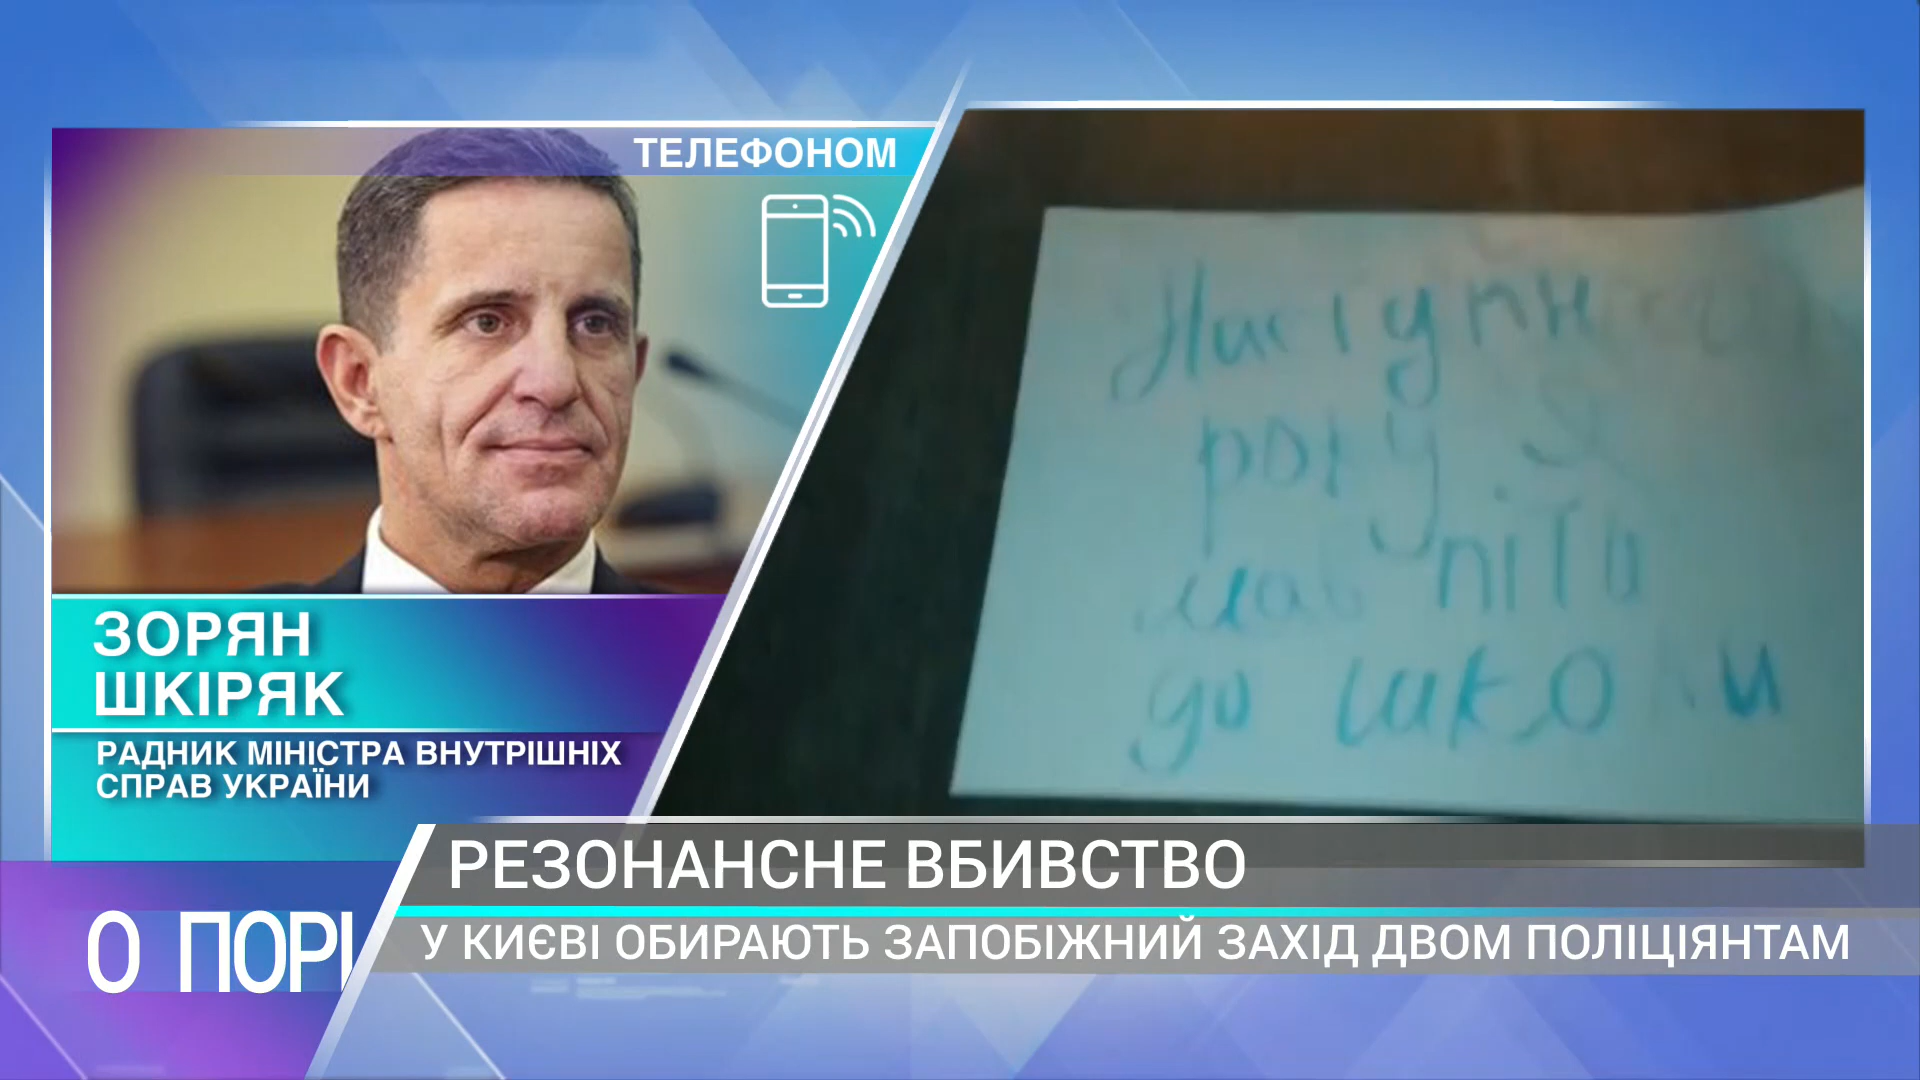 ТЕЛЕФОНОМ
ЗОРЯН
ШКІРЯК
РАДНИК МІНІСТРА ВНУТРІШНІХ
СПРАВ УКРАЇНИ
року я
мав піти
до школи
РЕЗОНАНСНЕ ВБИВСТВО
У КИЄВІ ОБИРАЮТЬ ЗАПОБІЖНИЙ ЗАХІД ДВОМ ПОЛІЦІЯНТАМ
О ПОРІ